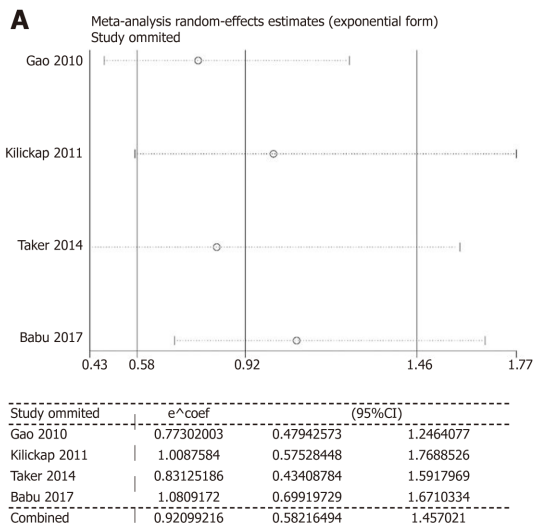 A
Meta-analysis random-effects estimates (exponential form)
Study ommited
Gao 2010
Kilickap 2011
Taker 2014
Babu 2017
0.43 0.58 0.92 1.46 1.77
Study ommited e^coef (95%CI)
Gao 2010 0.77302003 0.47942573 1.2464077
Kilickap 2011 1.0087584 0.57528448 1.7688526
Taker 2014 0.83125186 0.43408784 1.5917969
Babu 2017 1.0809172 0.69919729 1.6710334
Combined 0.92099216 0.58216494 1.457021